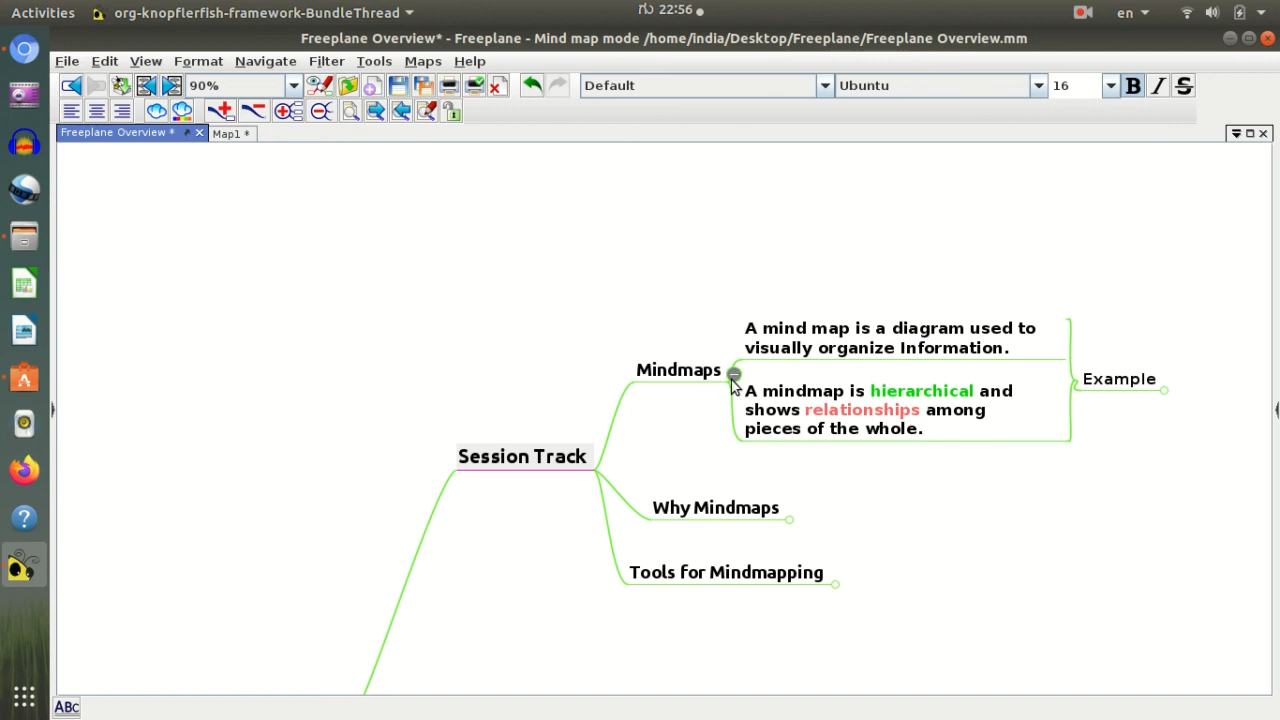 Activities org-knopflerfish-framework-BundleThread ர் 22:56 en
Freeplane Overview* - Freeplane - Mind map mode /home/india/Desktop/Freeplane/Freeplane Overview.mm
File Edit View Format Navigate Filter Tools Maps Help
90% Default Ubuntu 16 B I S
Freeplane Overview * Map1 *
A mind map is a diagram used to
visually organize Information.
Mindmaps
Example
A mindmap is hierarchical and
shows relationships among
pieces of the whole.
Session Track
Why Mindmaps
Tools for Mindmapping
ABc